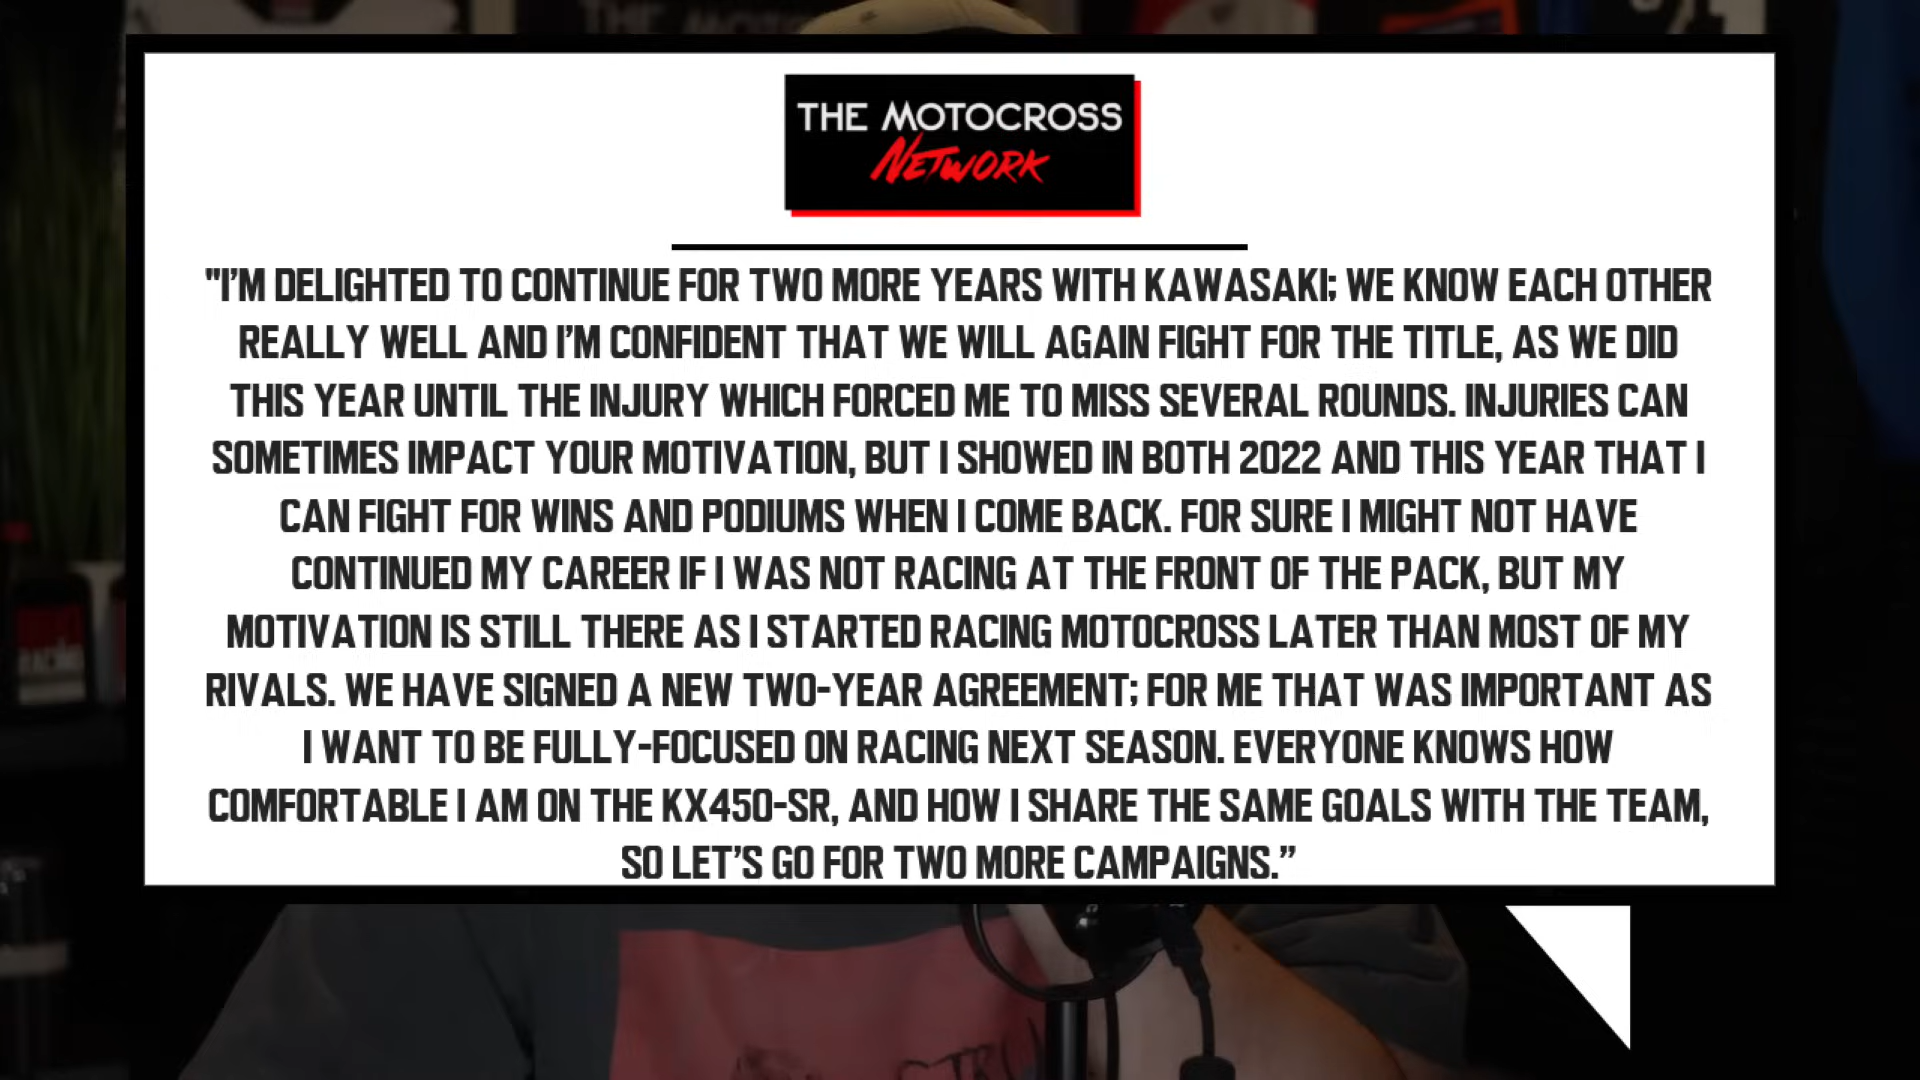 THE MOTOCROSS
NETWORK
"I'M DELIGHTED TO CONTINUE FOR TWO MORE YEARS WITH KAWASAKI; WE KNOW EACH OTHER
REALLY WELL AND I'M CONFIDENT THAT WE WILL AGAIN FIGHT FOR THE TITLE, AS WE DID
THIS YEAR UNTIL THE INJURY WHICH FORCED ME TO MISS SEVERAL ROUNDS. INJURIES CAN
SOMETIMES IMPACT YOUR MOTIVATION, BUT I SHOWED IN BOTH 2022 AND THIS YEAR THAT I
CAN FIGHT FOR WINS AND PODIUMS WHEN I COME BACK. FOR SURE I MIGHT NOT HAVE
CONTINUED MY CAREER IF I WAS NOT RACING AT THE FRONT OF THE PACK, BUT MY
MOTIVATION IS STILL THERE AS I STARTED RACING MOTOCROSS LATER THAN MOST OF MY
RIVALS. WE HAVE SIGNED A NEW TWO-YEAR AGREEMENT; FOR ME THAT WAS IMPORTANT AS
I WANT TO BE FULLY-FOCUSED ON RACING NEXT SEASON. EVERYONE KNOWS HOW
COMFORTABLE I AM ON THE KX450-SR, AND HOW I SHARE THE SAME GOALS WITH THE TEAM,
SO LET'S GO FOR TWO MORE CAMPAIGNS.”